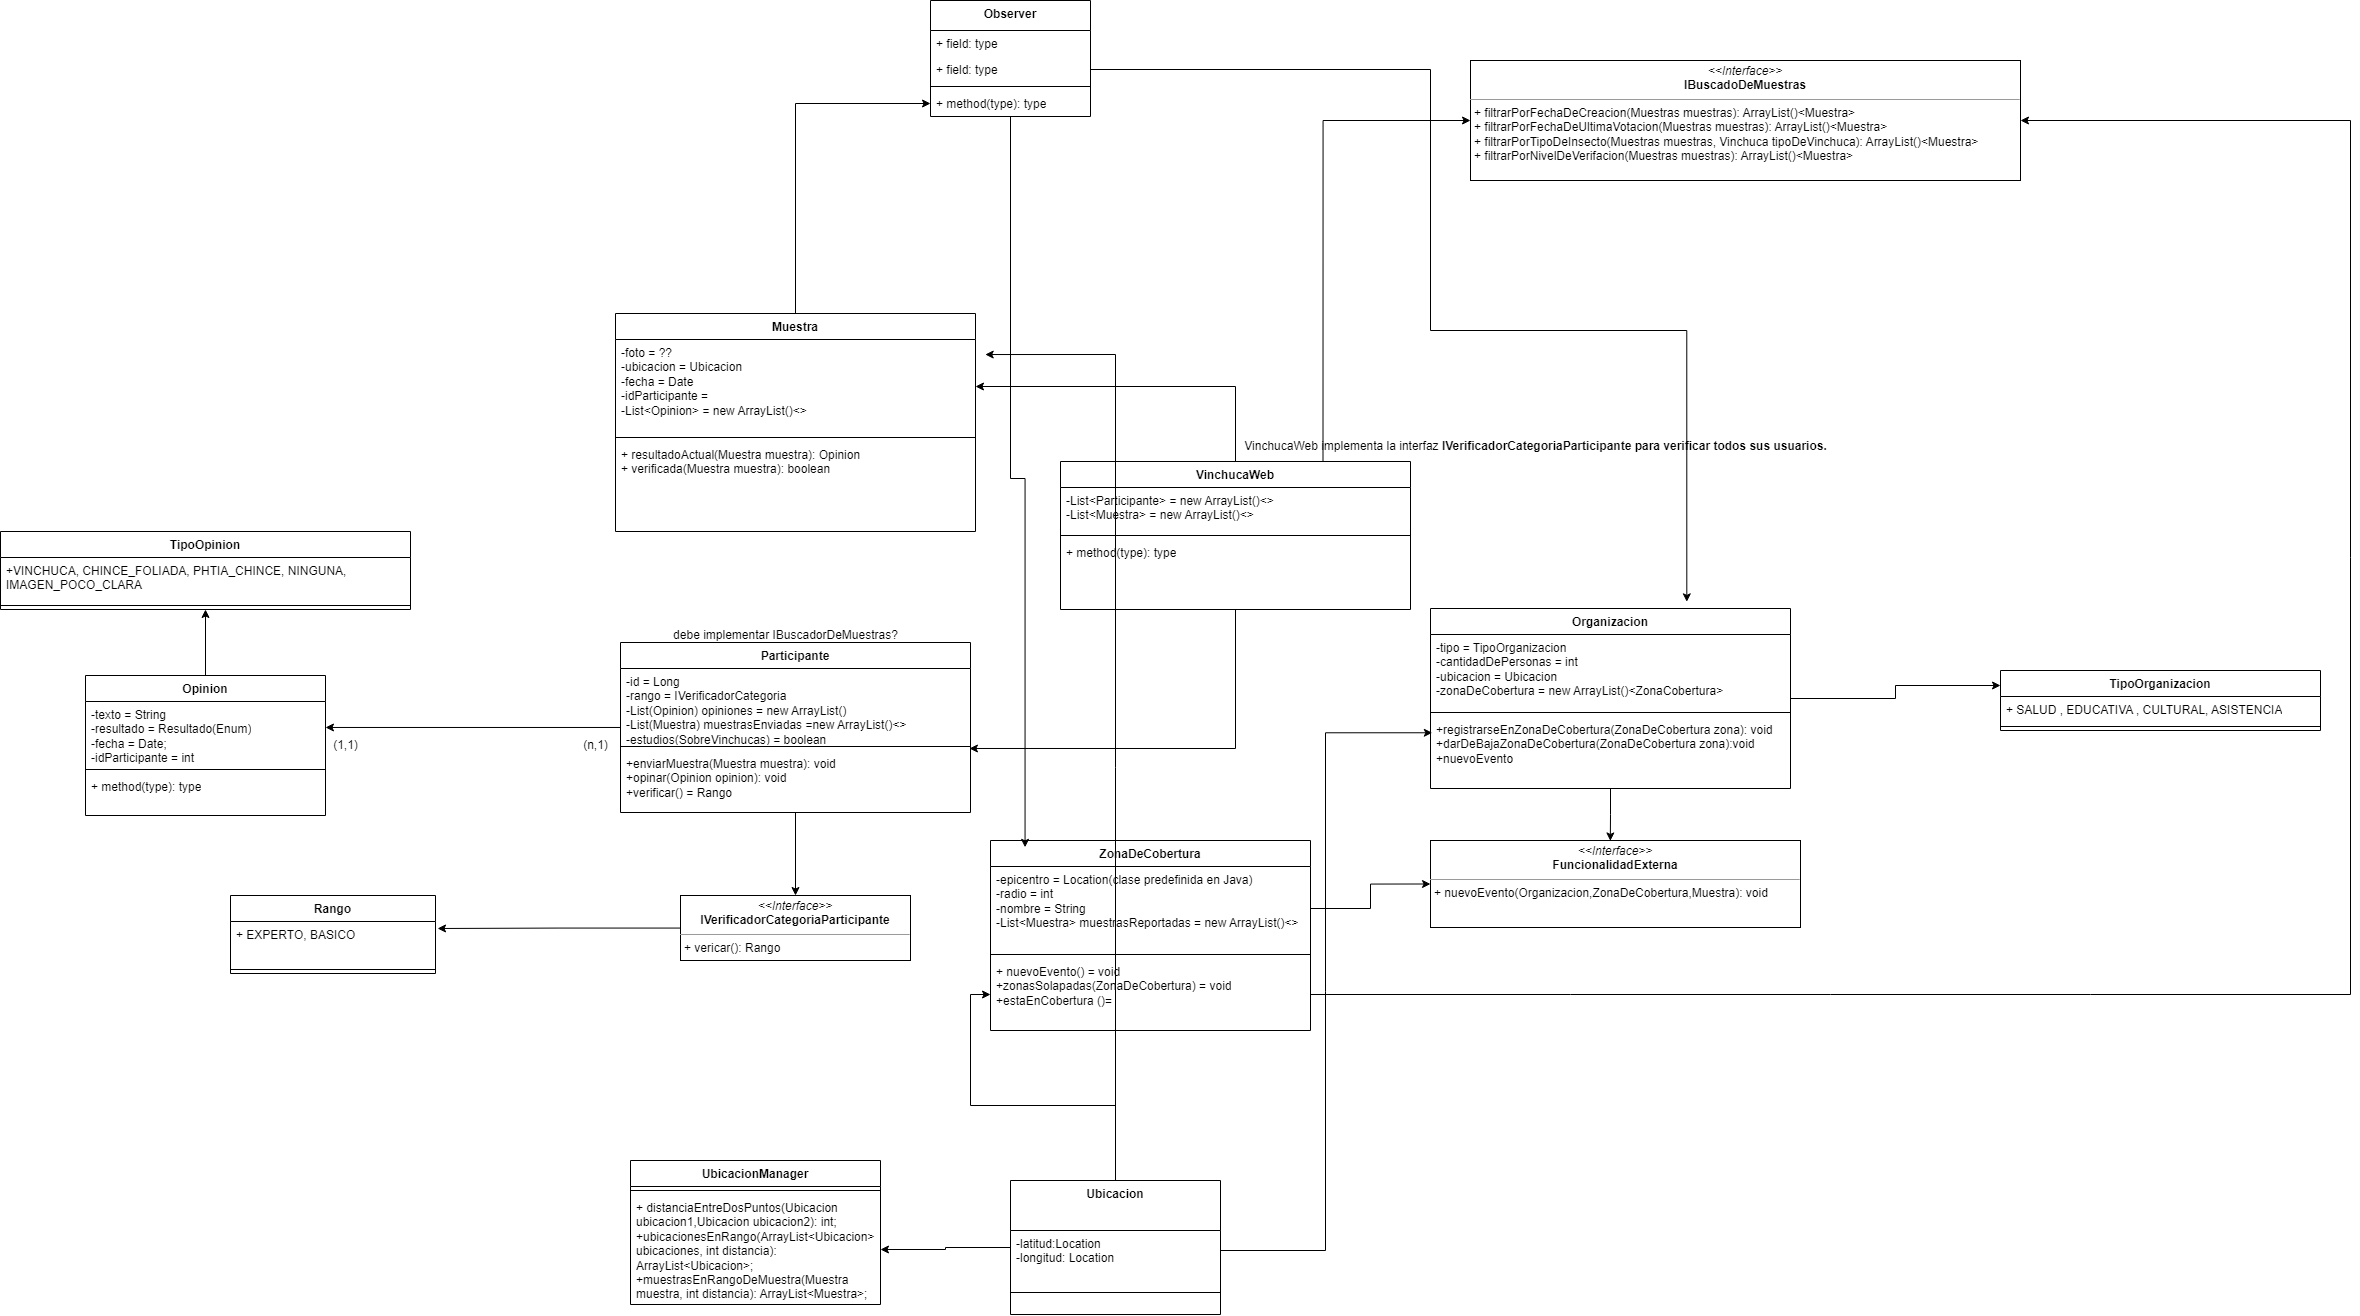 Observer
+ field: type
+ field: type
+ method(type): type
<<Interface>>
IBuscadoDeMuestras
+ filtrarPorFechaDeCreacion(Muestras muestras): ArrayList()<Muestra>
+ filtrarPorFechaDeUltimaVotacion(Muestras muestras): ArrayList()<Muestra>
+ filtrarPorTipoDeInsecto(Muestras muestras, Vinchuca tipoDeVinchuca): ArrayList()<Muestra>
+ filtrarPorNivelDeVerifacion(Muestras muestras): ArrayList()<Muestra>
Muestra
-foto = ??
-ubicacion = Ubicacion
-fecha = Date
-idParticipante =
-List<Opinion> = new ArrayList()<>
+ resultadoActual(Muestra muestra): Opinion
+ verificada(Muestra muestra): boolean
VinchucaWeb implementa la interfaz IVerificadorCategoriaParticipante para verificar todos sus usuarios.
VinchucaWeb
-List<Participante> = new ArrayList()<>
-List<Muestra> = new ArrayList()<>
+ method(type): type
TipoOpinion
+VINCHUCA, CHINCE_FOLIADA, PHTIA_CHINCE, NINGUNA,
IMAGEN_POCO_CLARA
Opinion
-texto = String
-resultado = Resultado(Enum)
-fecha = Date;
-idParticipante = int
+ method(type): type
(1,1)
(n,1)
debe implementar IBuscadorDeMuestras?
Participante
-id = Long
-rango = IVerificadorCategoria
-List(Opinion) opiniones = new ArrayList()
-List(Muestra) muestrasEnviadas =new ArrayList()<>
-estudios(SobreVinchucas) = boolean
+enviarMuestra(Muestra muestra): void
+opinar(Opinion opinion): void
+verificar() = Rango
Organizacion
-tipo = TipoOrganizacion
-cantidadDePersonas = int
-ubicacion = Ubicacion
-zonaDeCobertura = new ArrayList()<ZonaCobertura>
+registrarseEnZonaDeCobertura(ZonaDeCobertura zona): void
+darDeBajaZonaDeCobertura(ZonaDeCobertura zona):void
+nuevoEvento
TipoOrganizacion
+ SALUD , EDUCATIVA , CULTURAL, ASISTENCIA
ZonaDeCobertura
-epicentro = Location(clase predefinida en Java)
-radio = int
-nombre = String
-List<Muestra> muestrasReportadas = new ArrayList()<>
+ nuevoEvento() = void
+zonasSolapadas(ZonaDeCobertura) = void
+estaEnCobertura ()=
<<Interface>>
FuncionalidadExterna
+ nuevoEvento(Organizacion,ZonaDeCobertura,Muestra): void
Rango
+ EXPERTO, BASICO
<<Interface>>
IVerificadorCategoriaParticipante
+ vericar(): Rango
UbicacionManager
+ distanciaEntreDosPuntos(Ubicacion
ubicacion1,Ubicacion ubicacion2): int;
+ubicacionesEnRango(ArrayList<Ubicacion>
ubicaciones, int distancia):
ArrayList<Ubicacion>;
+muestrasEnRangoDeMuestra(Muestra
muestra, int distancia): ArrayList<Muestra>;
Ubicacion
-latitud:Location
-longitud: Location